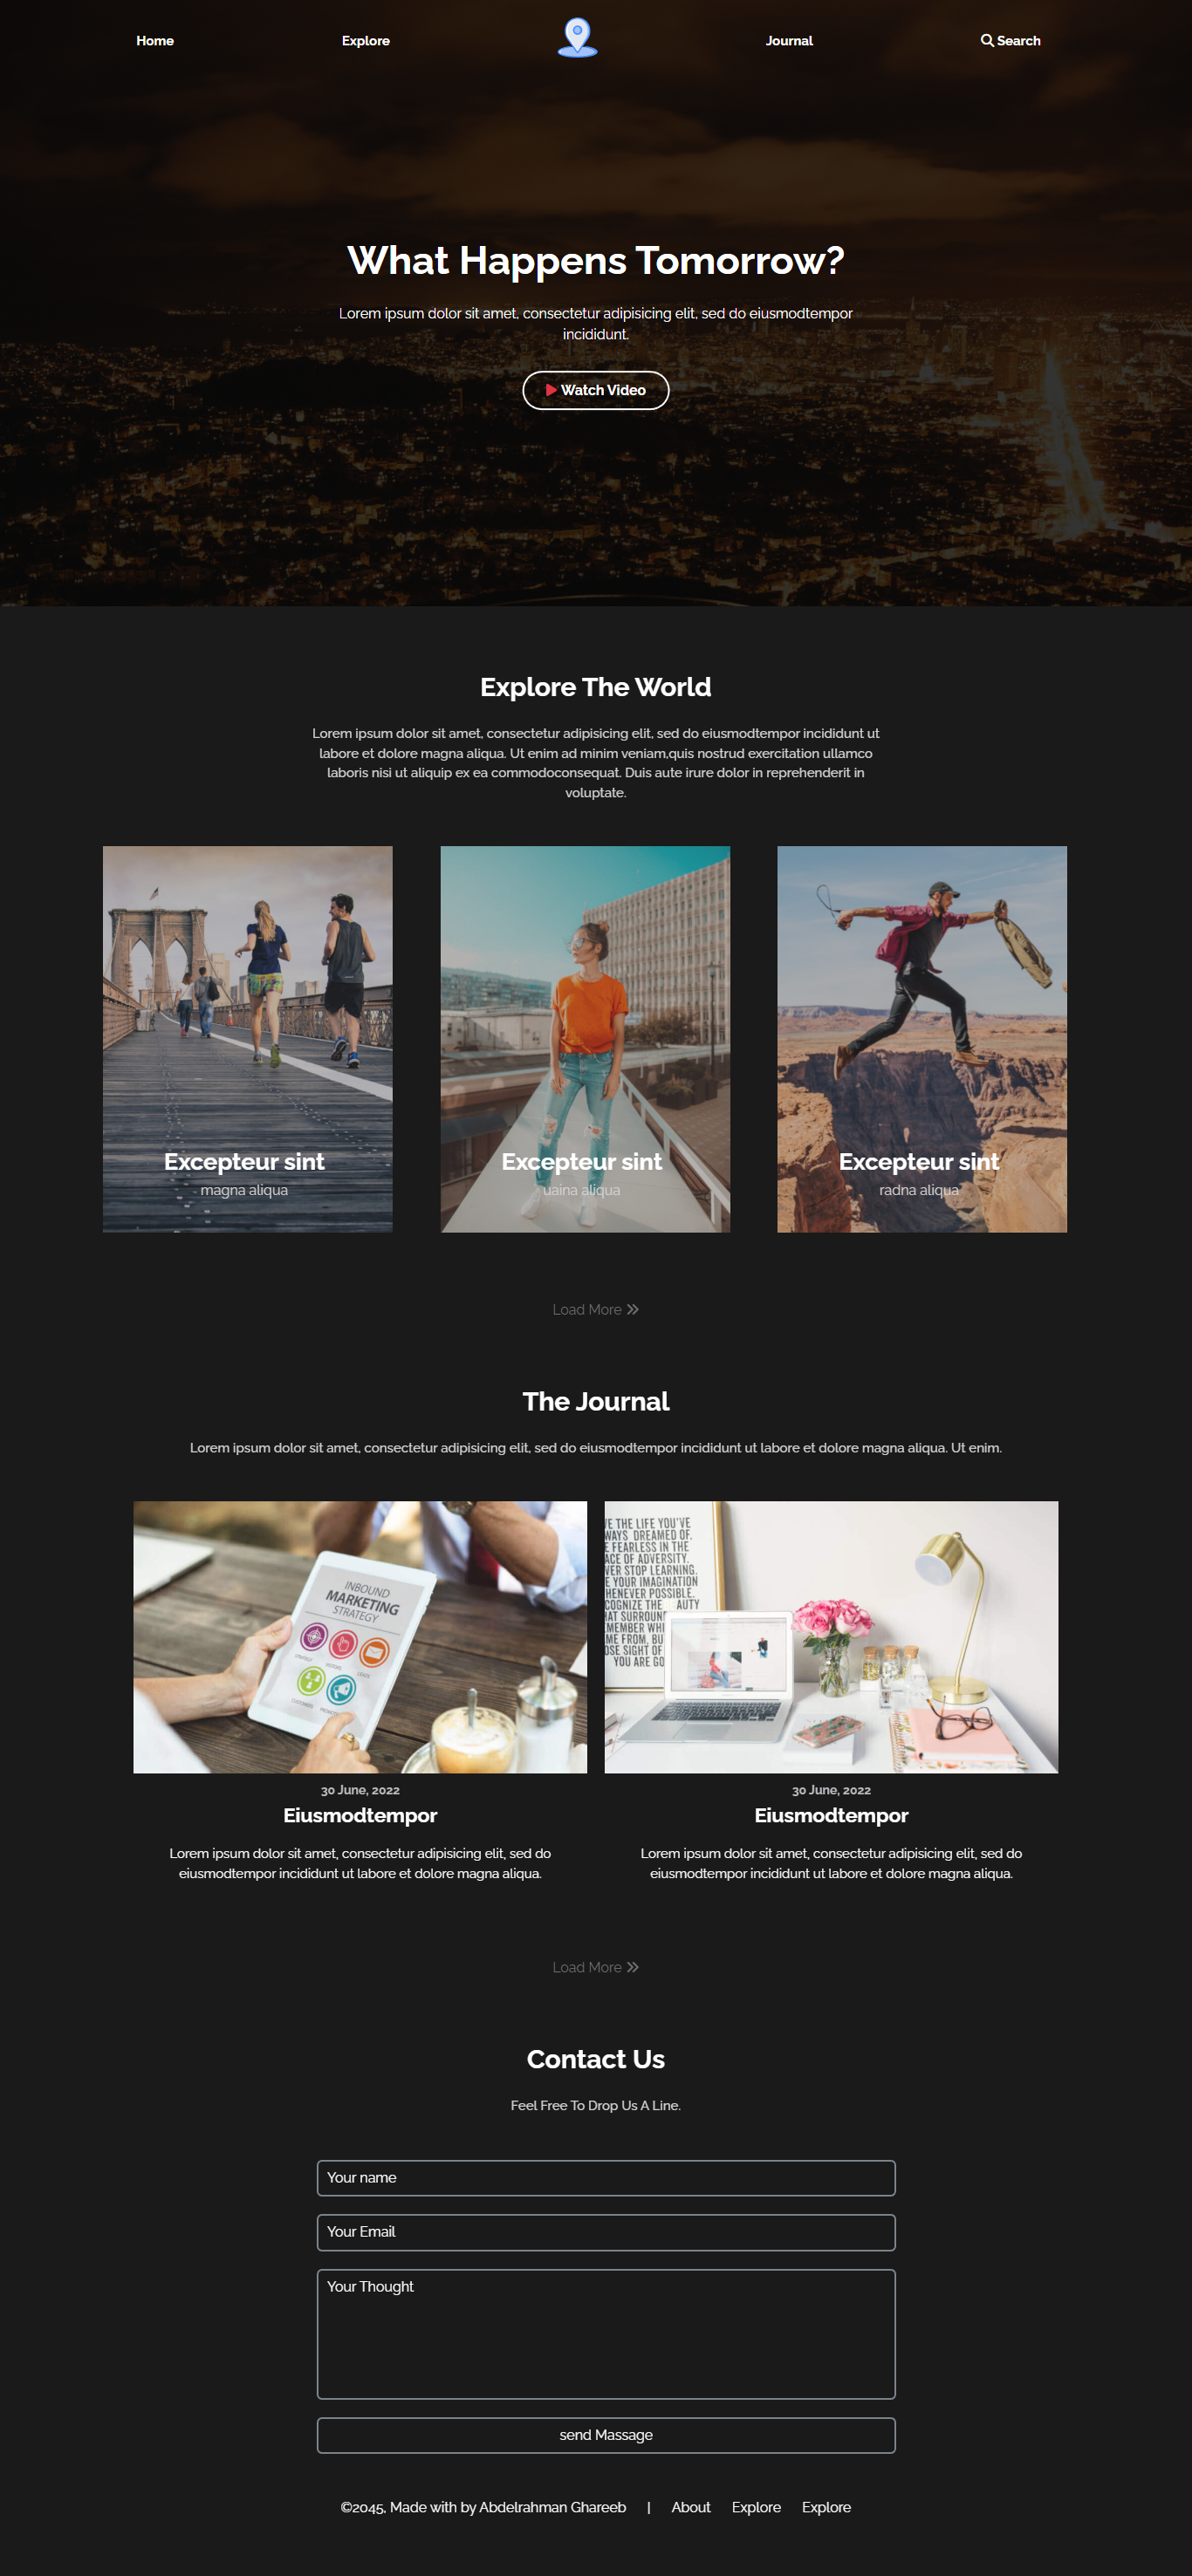 Home
Explore
Journal
Search
What Happens Tomorrow?
Lorem ipsum dolor sit amet, consectetur adipisicing elit, sed do eiusmodtempor
incididunt.
Watch Video
Explore The World
Lorem ipsum dolor sit amet, consectetur adipisicing elit, sed do eiusmodtempor incididunt ut
labore et dolore magna aliqua. Ut enim ad minim veniam,quis nostrud exercitation ullamco
laboris nisi ut aliquip ex ea commodoconsequat. Duis aute irure dolor in reprehenderit in
voluptate.
Excepteur sint
magna aliqua
Excepteur sint
uaina aliqua
Excepteur sint
radna aliqua
Load More
The Journal
Lorem ipsum dolor sit amet, consectetur adipisicing elit, sed do eiusmodtempor incididunt ut labore et dolore magna aliqua. Ut enim.
INBOUND
MARKETING
STRATEGY
STRATEGY
VISITORS
LEADS
CUSTOMERS
VE THE LIFE YOU'VE
WAYS DREAMED OF.
E FEARLESS IN THE
ACE OF ADVERSITY.
VER STOP LEARNING.
E YOUR IMAGINATION
HENEVER POSSIBLE.
COGNIZE THE AUTY
HAT SURROUND
EMEMBER WH
ME FROM, BU
OSE SIGHT OF
YOU ARE GO
30 June, 2022
Eiusmodtempor
Lorem ipsum dolor sit amet, consectetur adipisicing elit, sed do
eiusmodtempor incididunt ut labore et dolore magna aliqua.
30 June, 2022
Eiusmodtempor
Lorem ipsum dolor sit amet, consectetur adipisicing elit, sed do
eiusmodtempor incididunt ut labore et dolore magna aliqua.
Load More
Contact Us
Feel Free To Drop Us A Line.
Your name
Your Email
Your Thought
send Massage
©2045, Made with by Abdelrahman Ghareeb | About Explore Explore